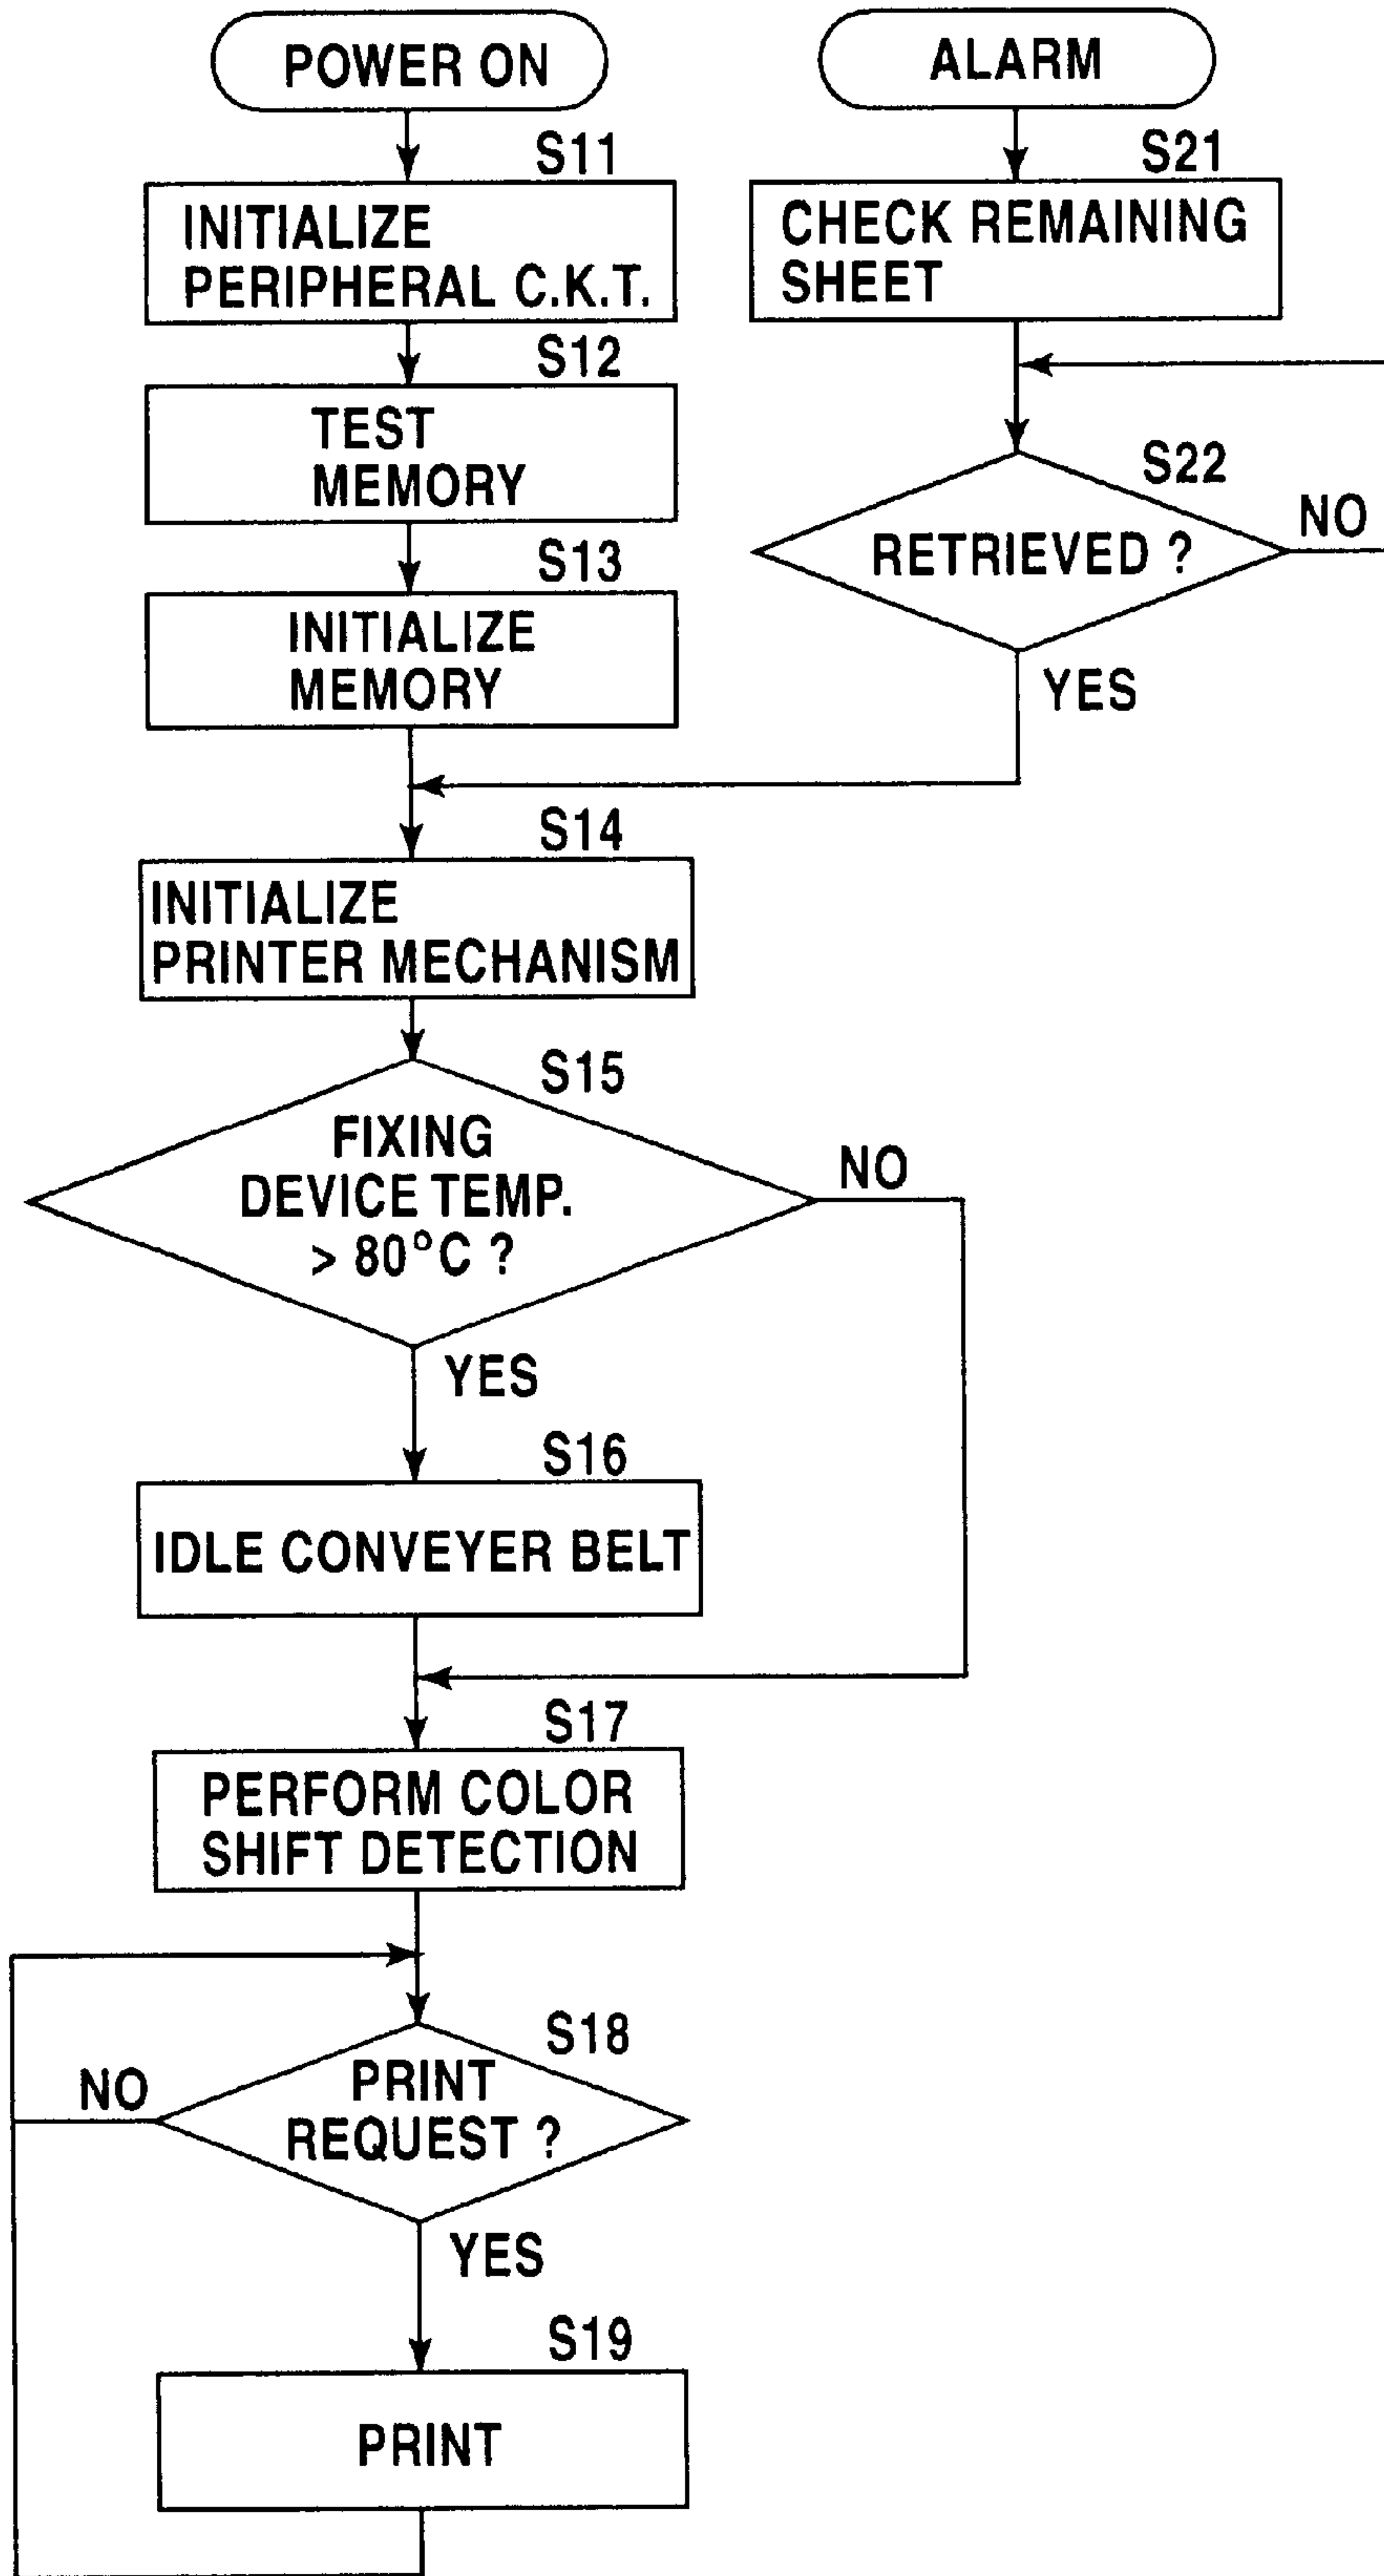 POWER ON
S11
INITIALIZE
PERIPHERAL C.K.T.
S12
TEST
MEMORY
S13
INITIALIZE
MEMORY
ALARM
S21
CHECK REMAINING
SHEET
S22
RETRIEVED ?
NO
YES
S14
INITIALIZE
PRINTER MECHANISM
S15
FIXING
DEVICE TEMP.
> 80°C ?
NO
YES
S16
IDLE CONVEYER BELT
S17
PERFORM COLOR
SHIFT DETECTION
S18
PRINT
REQUEST ?
NO
YES
S19
PRINT